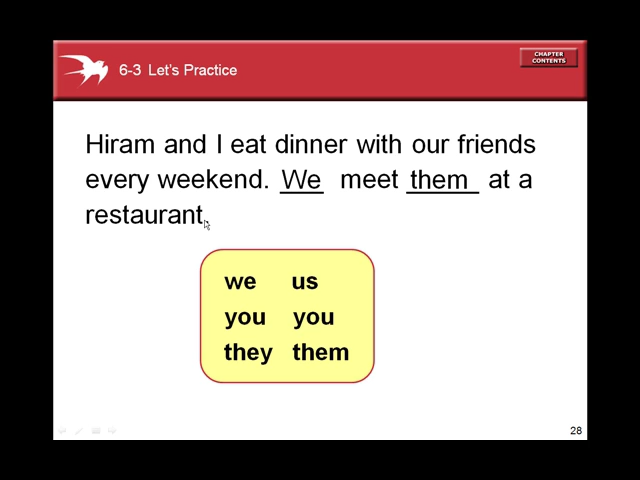 6-3 Let's Practice
CHAPTER
CONTENTS
Hiram and I eat dinner with our friends
every weekend. We meet them at a
restaurant.
we us
you you
they them
28